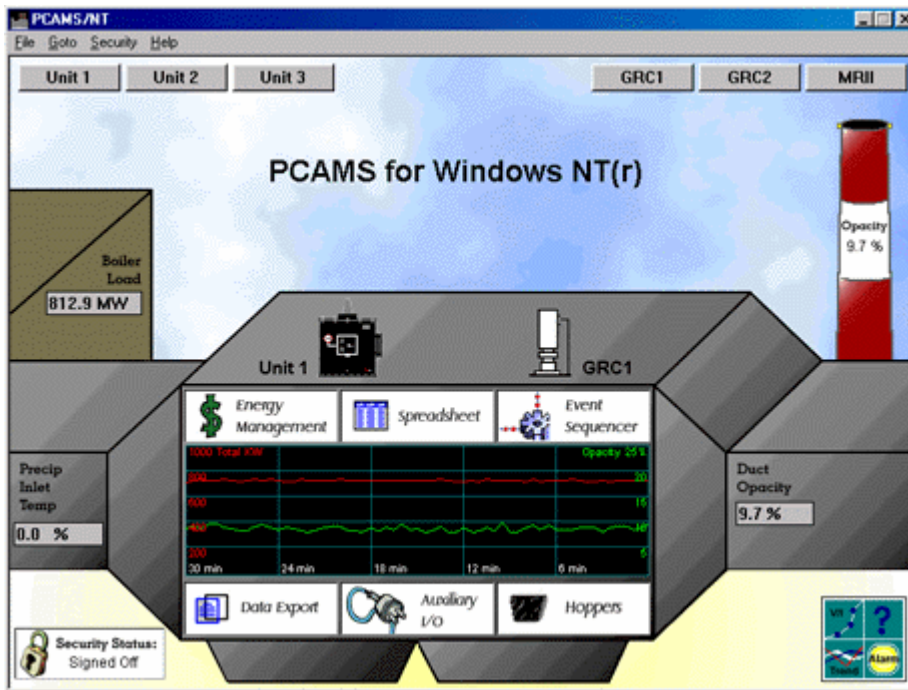 PCAMS/NT
File Goto Security Help
Unit 1 Unit 2 Unit 3 GRC1 GRC2 MRII
PCAMS for Windows NT(r)
Opacity
9.7 %
Boiler
Load
812.9 MW
Unit 1 GRC1
Energy
Management
Spreadsheet
Event
Sequencer
1000 Total KW Opacity 25%
800 20
600 15
400 10
200 5
30 min 24 min 18 min 12 min 6 min
Precip
Inlet
Temp
0.0 %
Duct
Opacity
9.7 %
Data Export
Auxiliary
I/O
Hoppers
Security Status:
Signed Off
V/I ?
Trend Alarm